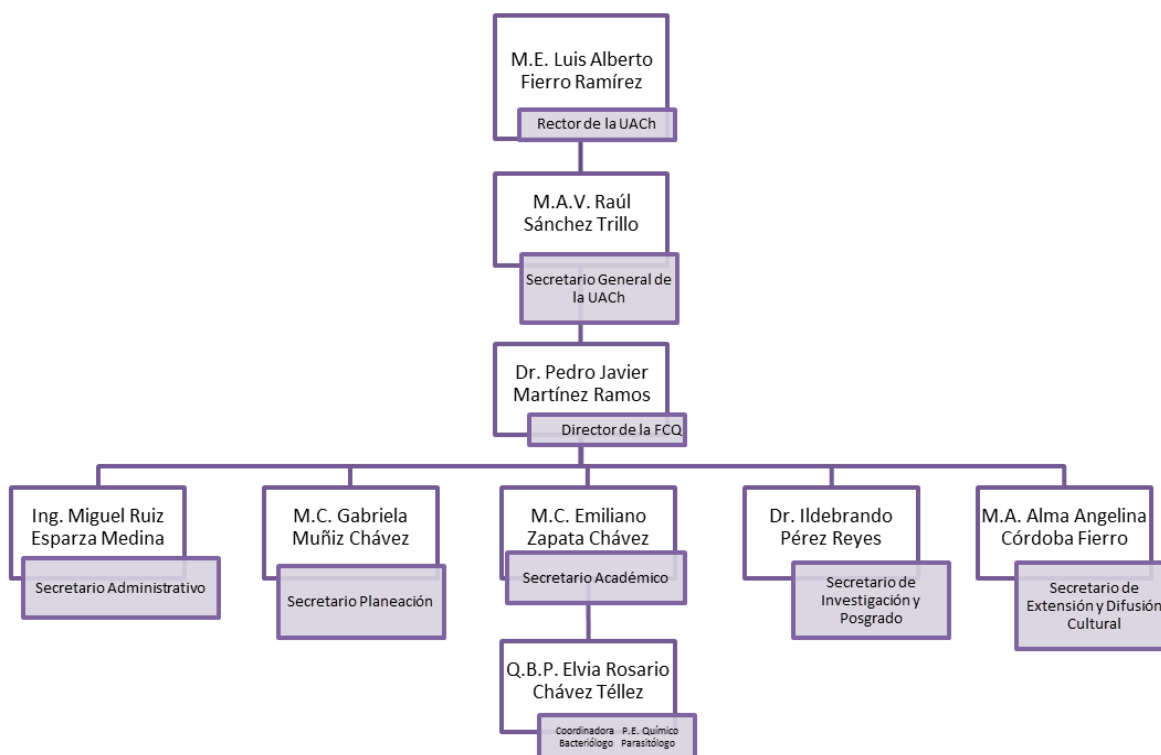 M.E. Luis Alberto
Fierro Ramírez
Rector de la UACh
M.A.V. Raúl
Sánchez Trillo
Secretario General de
la UACh
Dr. Pedro Javier
Martínez Ramos
Director de la FCQ
Ing. Miguel Ruiz
Esparza Medina
Secretario Administrativo
M.C. Gabriela
Muñiz Chávez
Secretario Planeación
M.C. Emiliano
Zapata Chávez
Secretario Académico
Dr. Ildebrando
Pérez Reyes
Secretario de
Investigación y
Posgrado
M.A. Alma Angelina
Córdoba Fierro
Secretario de
Extensión y Difusión
Cultural
Q.B.P. Elvia Rosario
Chávez Téllez
Coordinadora P.E. Químico
Bacteriólogo Parasitólogo